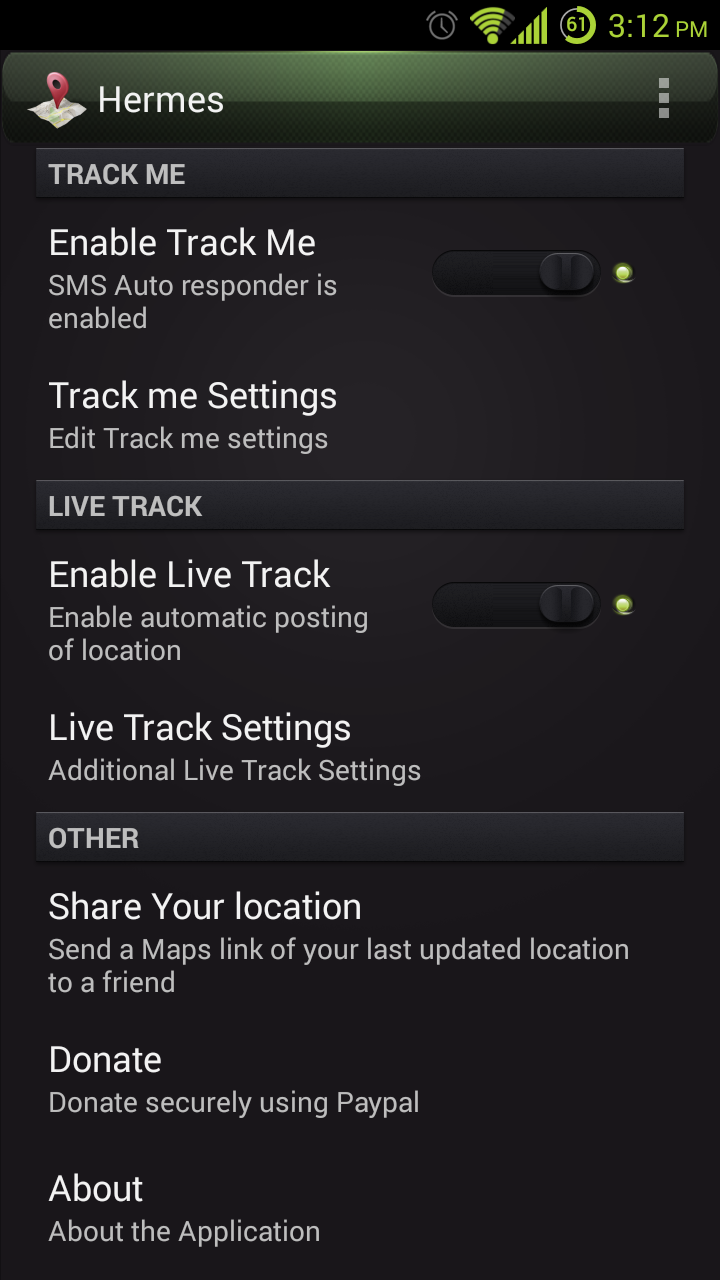 61 3:12 PM
Hermes
TRACK ME
Enable Track Me
SMS Auto responder is
enabled
Track me Settings
Edit Track me settings
LIVE TRACK
Enable Live Track
Enable automatic posting
of location
Live Track Settings
Additional Live Track Settings
OTHER
Share Your location
Send a Maps link of your last updated location
to a friend
Donate
Donate securely using Paypal
About
About the Application